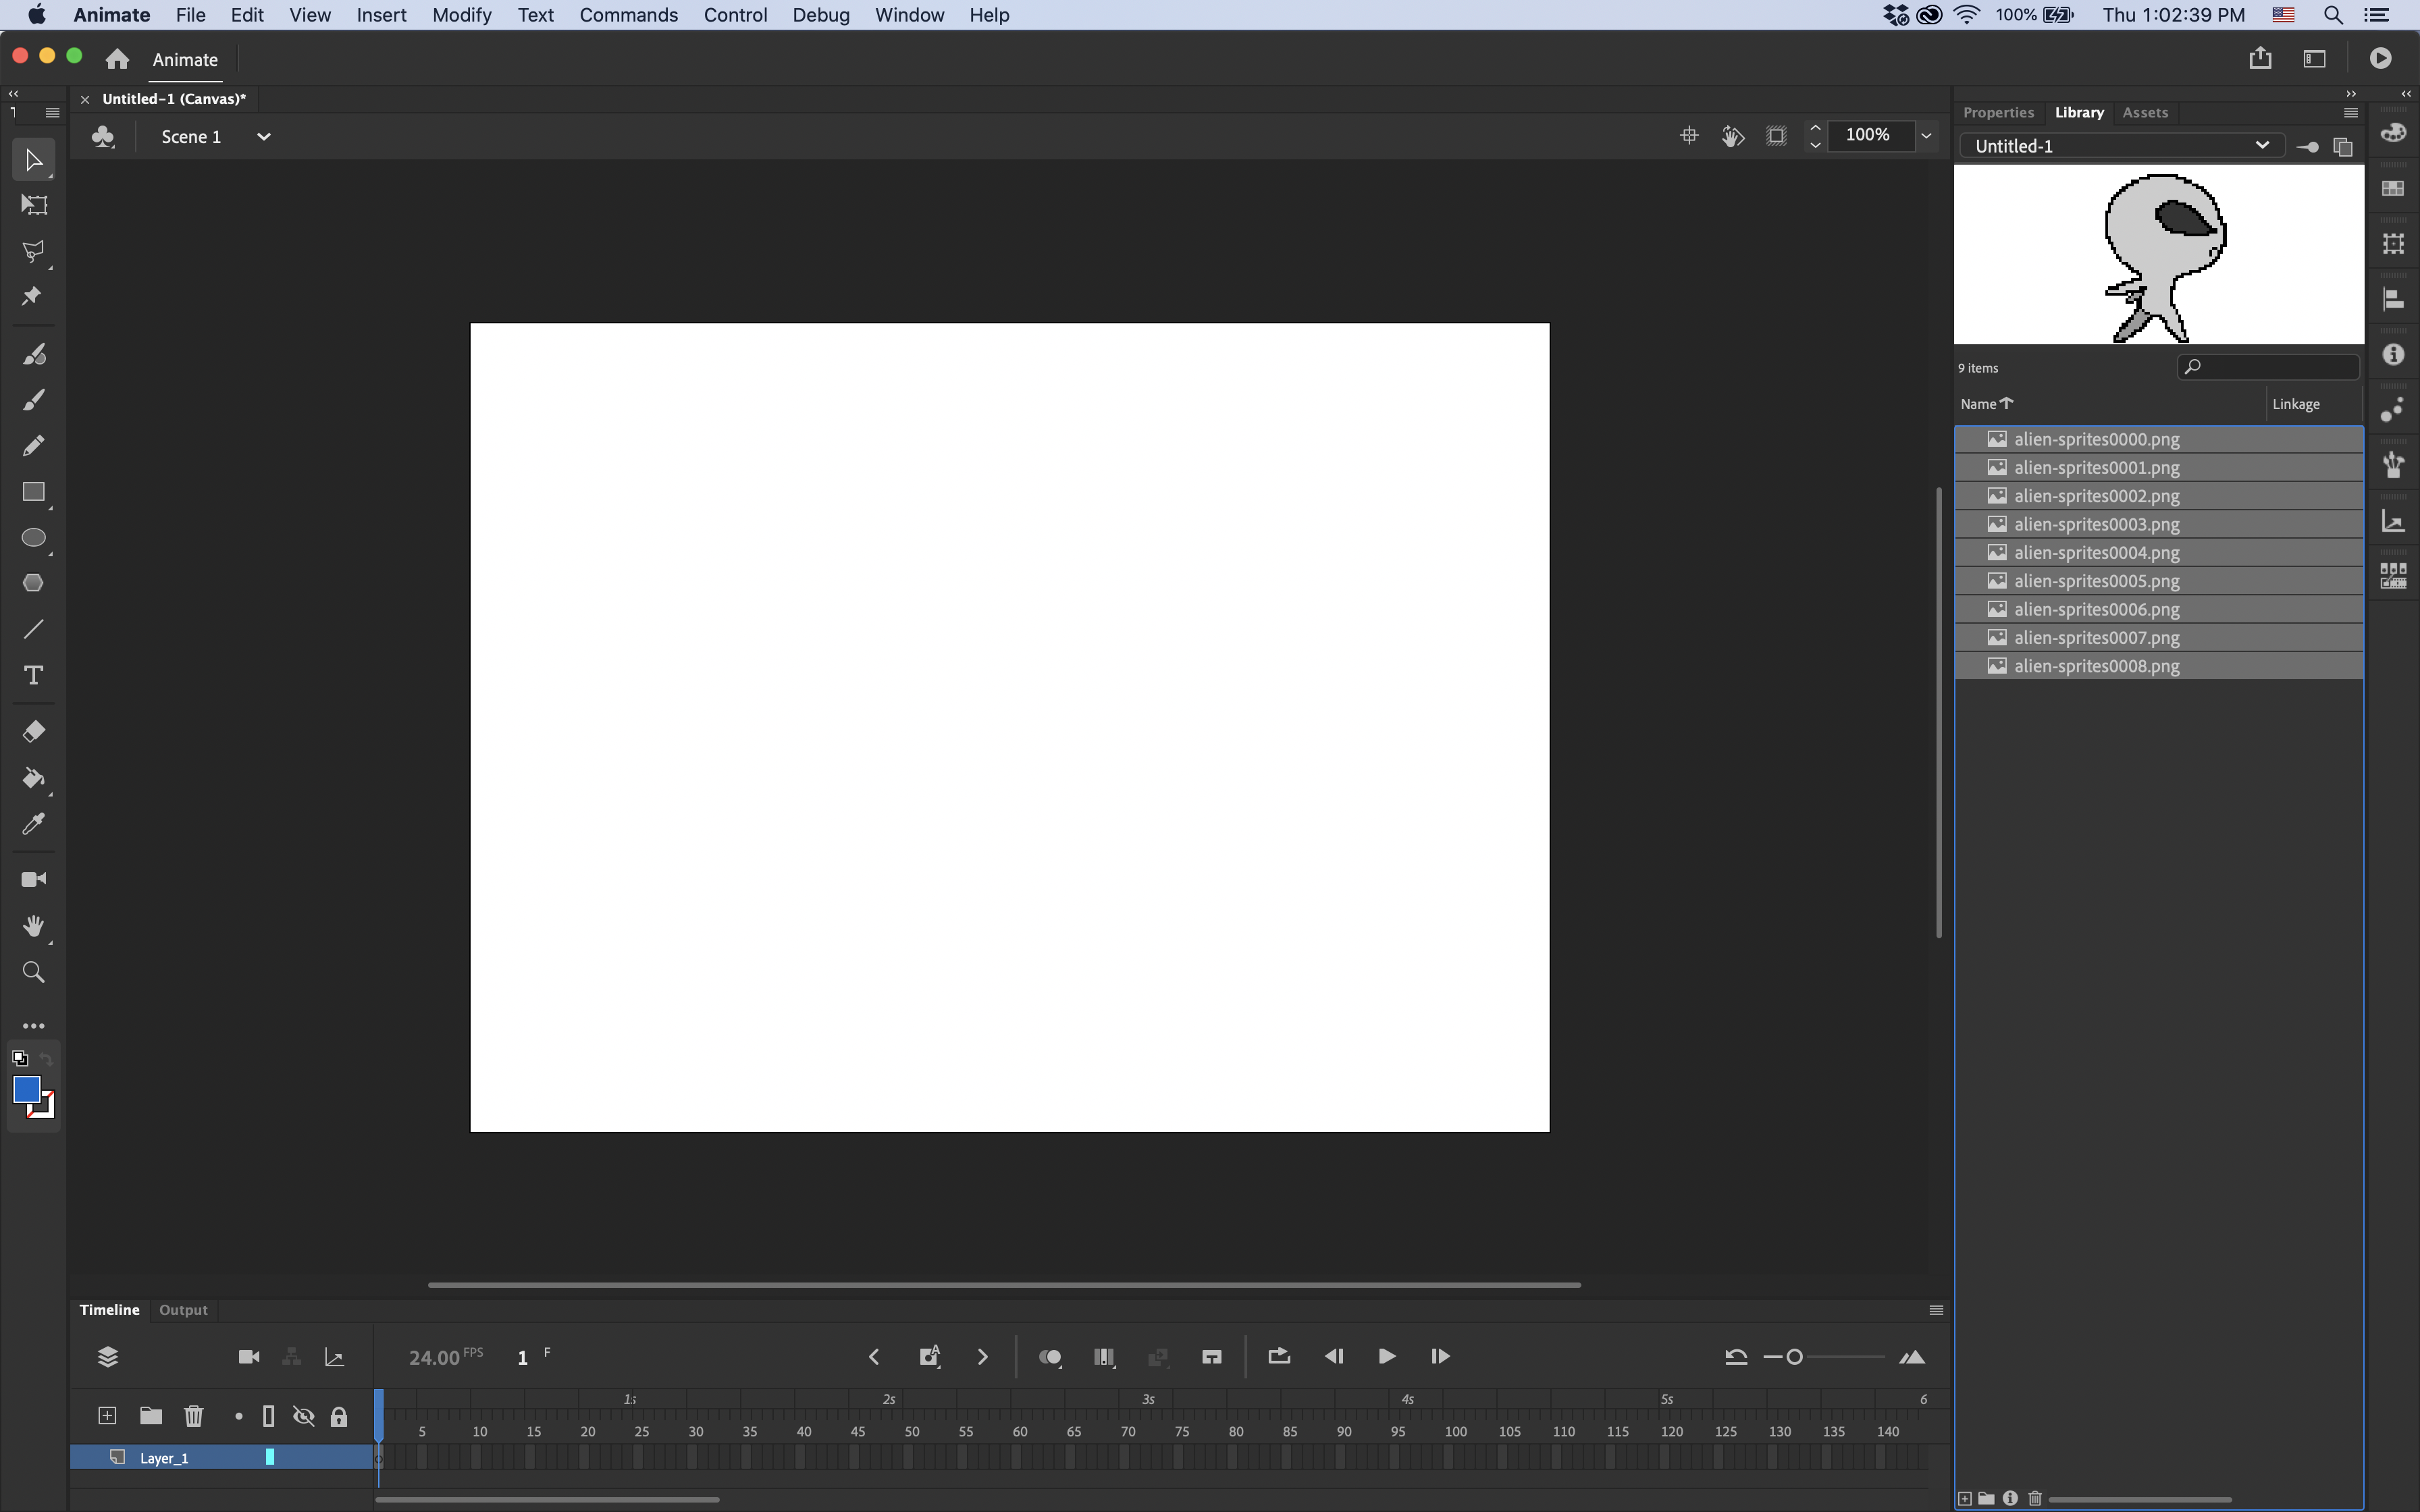 Animate File Edit View Insert Modify Text Commands Control Debug Window Help 100% Thu 1:02:39 PM
Animate
Untitled-1 (Canvas)*
Properties Library Assets
Scene 1 100%
Untitled-1
9 items
Name Linkage
alien-sprites0000.png
alien-sprites0001.png
alien-sprites0002.png
alien-sprites0003.png
alien-sprites0004.png
alien-sprites0005.png
alien-sprites0006.png
alien-sprites0007.png
alien-sprites0008.png
T
Timeline Output
24.00 FPS 1 F
1s 2s 3s 4s 5s 6
5 10 15 20 25 30 35 40 45 50 55 60 65 70 75 80 85 90 95 100 105 110 115 120 125 130 135 140
Layer_1